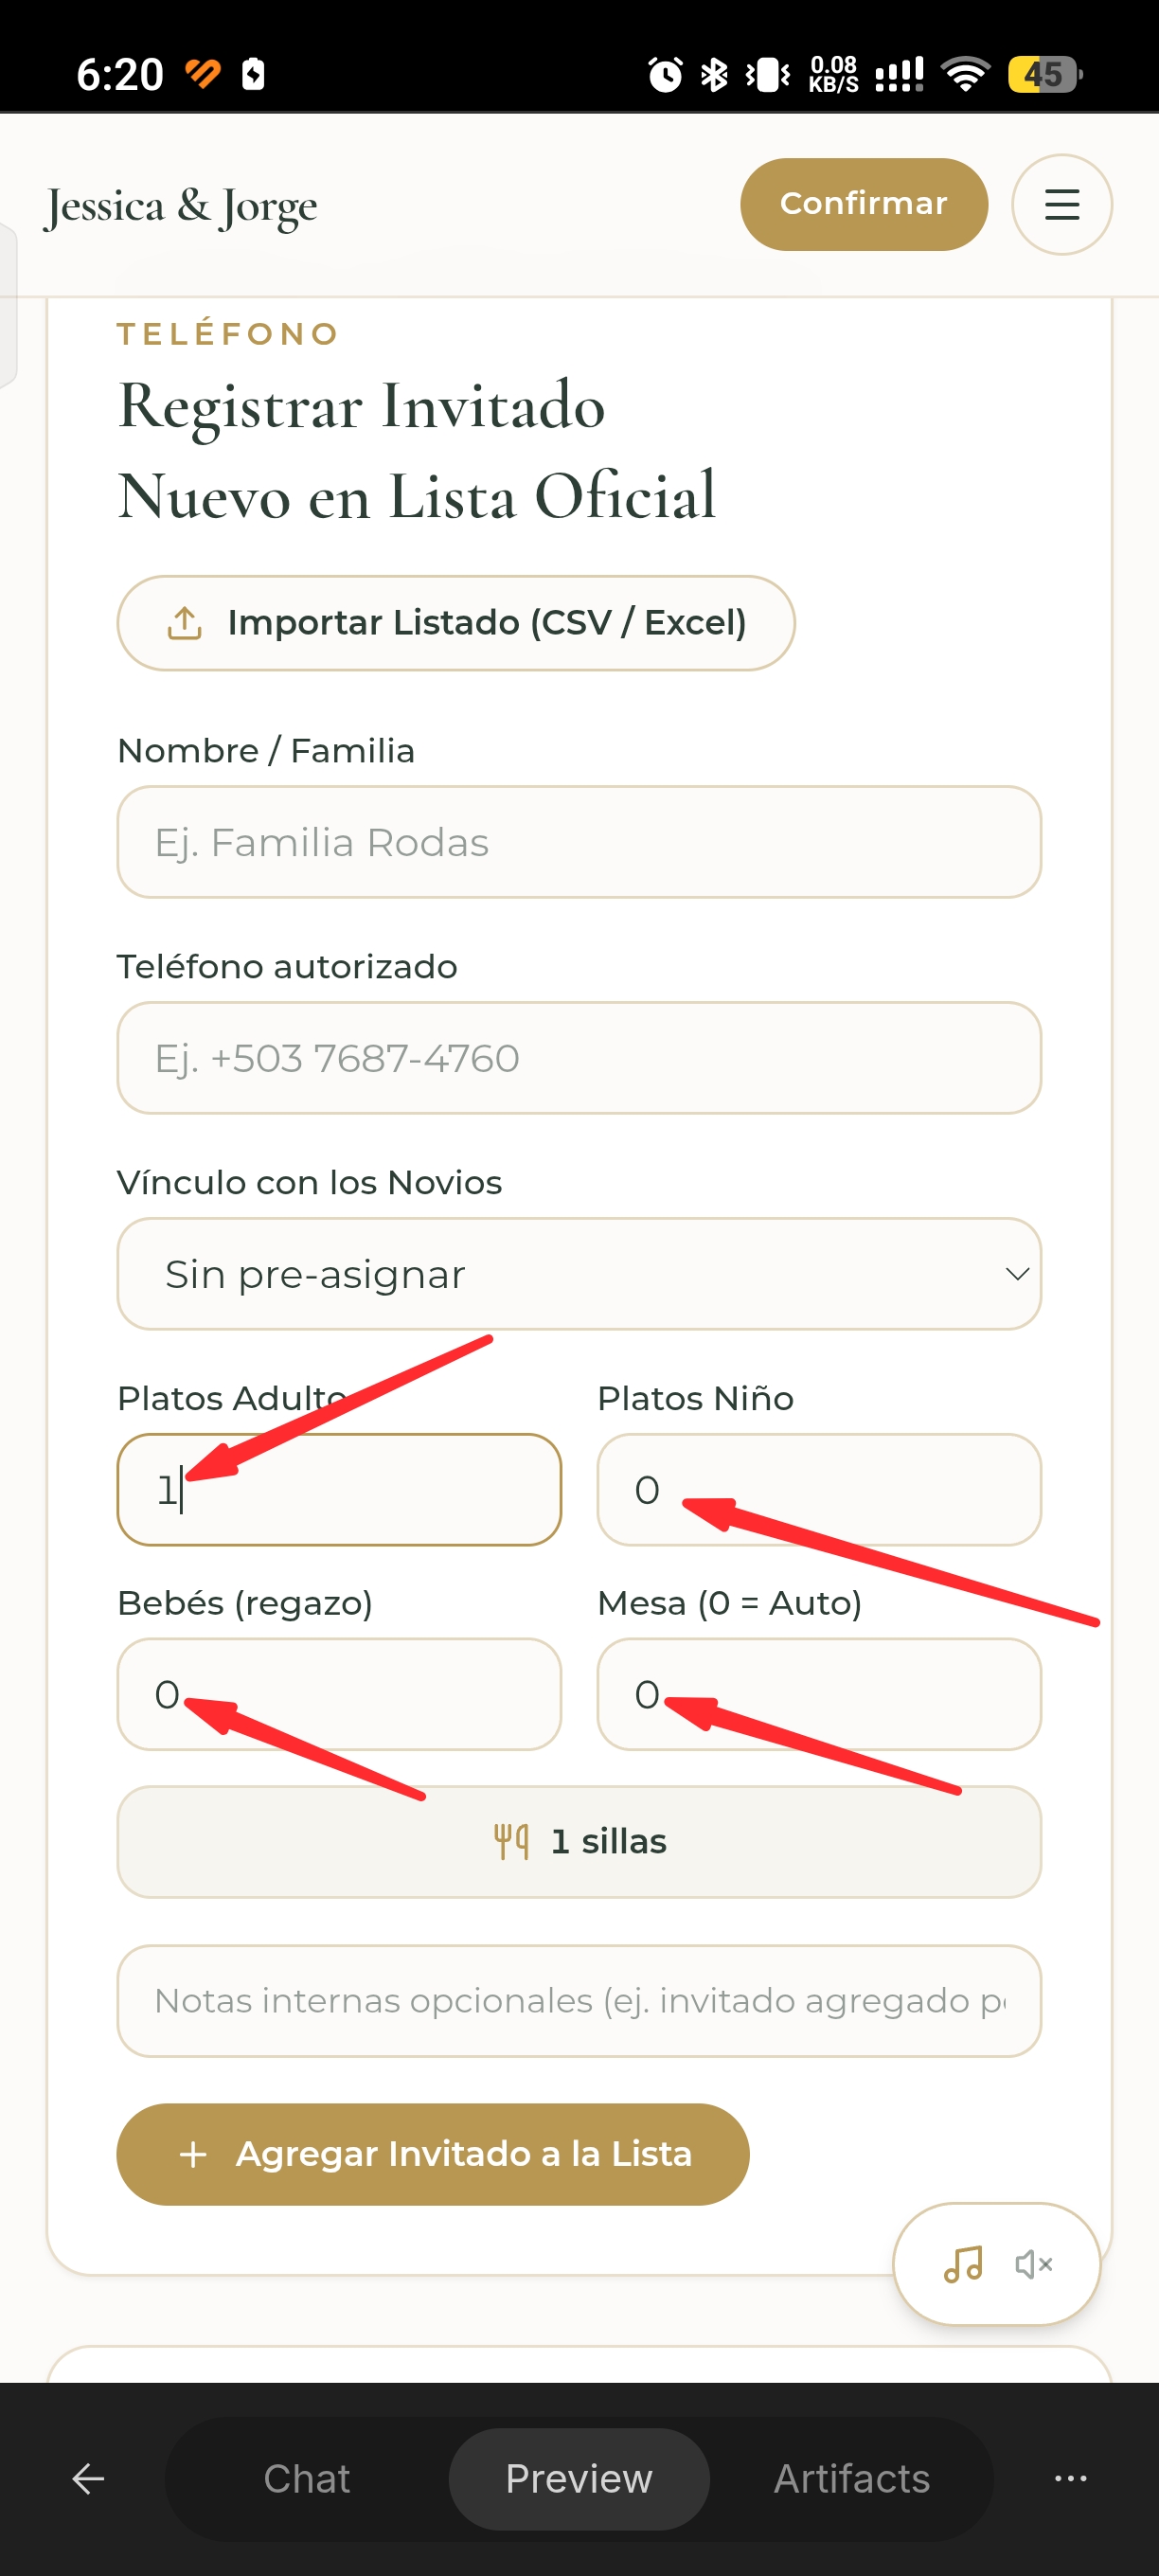 6:20
0.08
KB/S
45
Jessica & Jorge
Confirmar
TELÉFONO
Registrar Invitado
Nuevo en Lista Oficial
Importar Listado (CSV / Excel)
Nombre / Familia
Ej. Familia Rodas
Teléfono autorizado
Ej. +503 7687-4760
Vínculo con los Novios
Sin pre-asignar
Platos Adulto
Platos Niño
1
0
Bebés (regazo)
Mesa (0 = Auto)
0
0
1 sillas
Notas internas opcionales (ej. invitado agregado
+ Agregar Invitado a la Lista
Chat
Preview
Artifacts